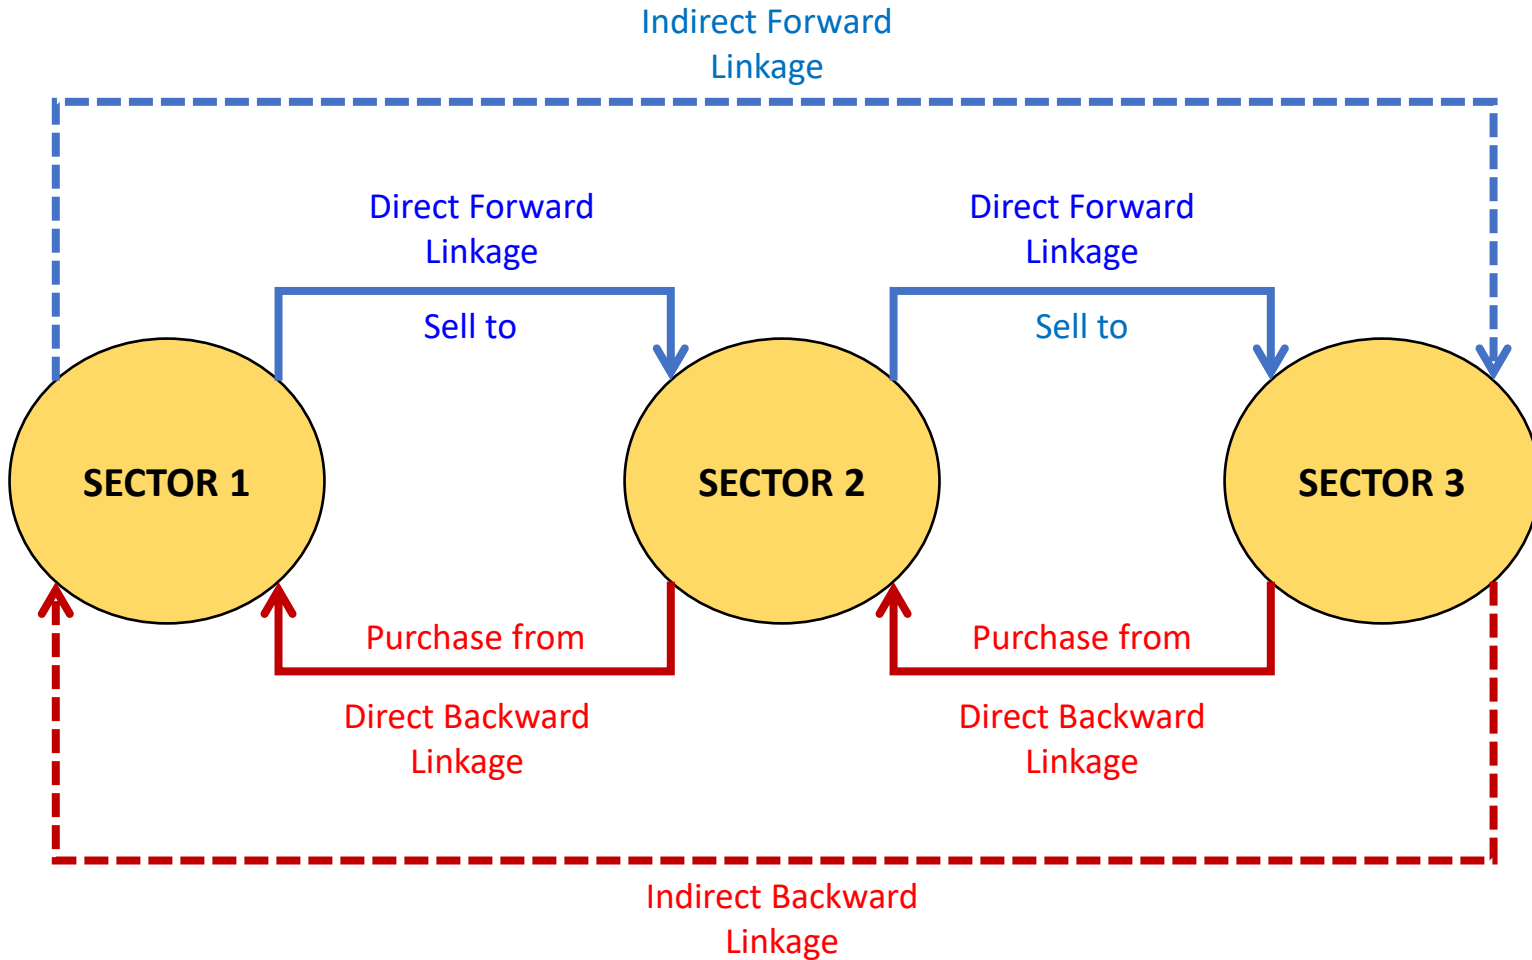 Indirect Forward
Linkage
Direct Forward
Linkage
Sell to
Direct Forward
Linkage
Sell to
SECTOR 1
SECTOR 2
SECTOR 3
Purchase from
Direct Backward
Linkage
Purchase from
Direct Backward
Linkage
Indirect Backward
Linkage